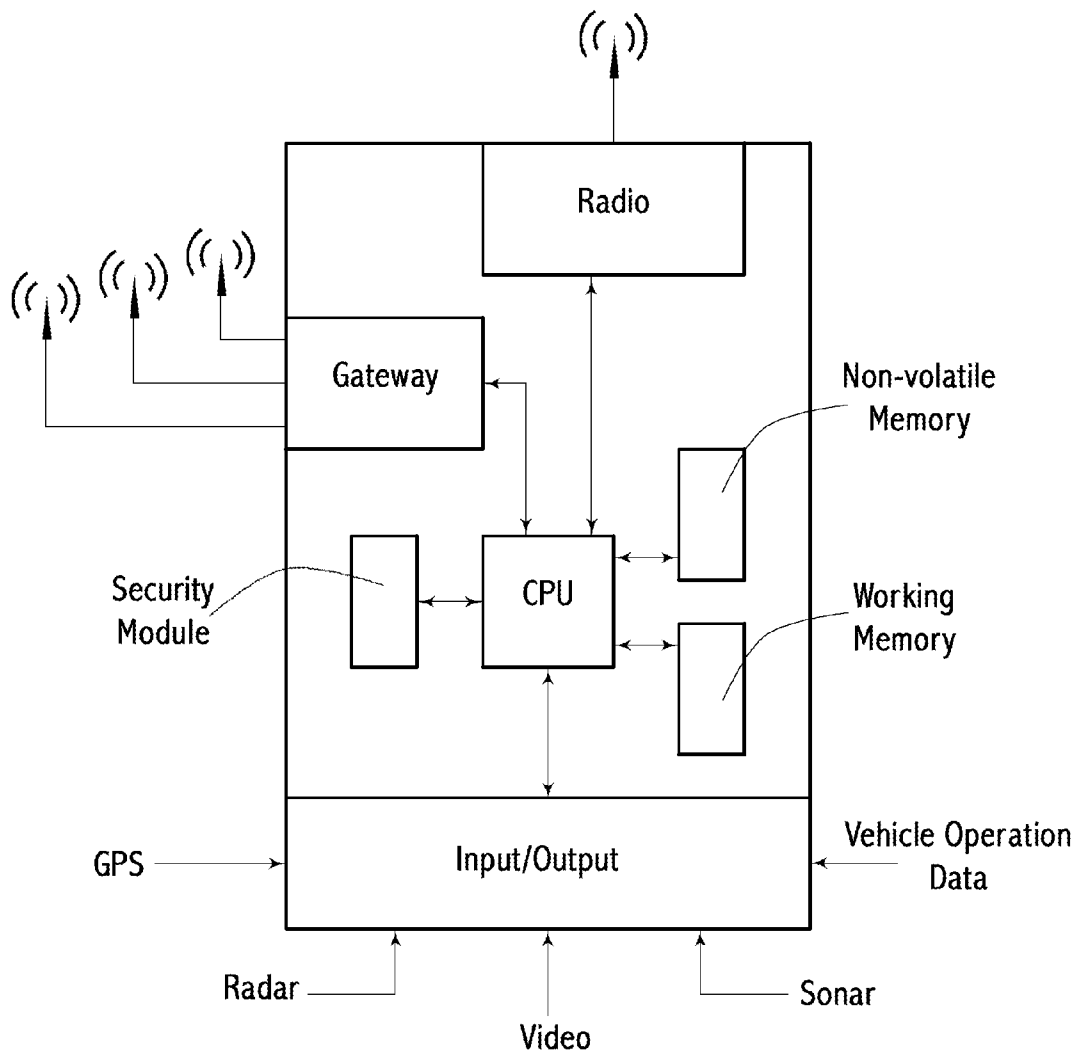 Radio
Gateway
Non-volatile
Memory
Security
Module
CPU
Working
Memory
GPS
Input/Output
Vehicle Operation
Data
Radar
Video
Sonar